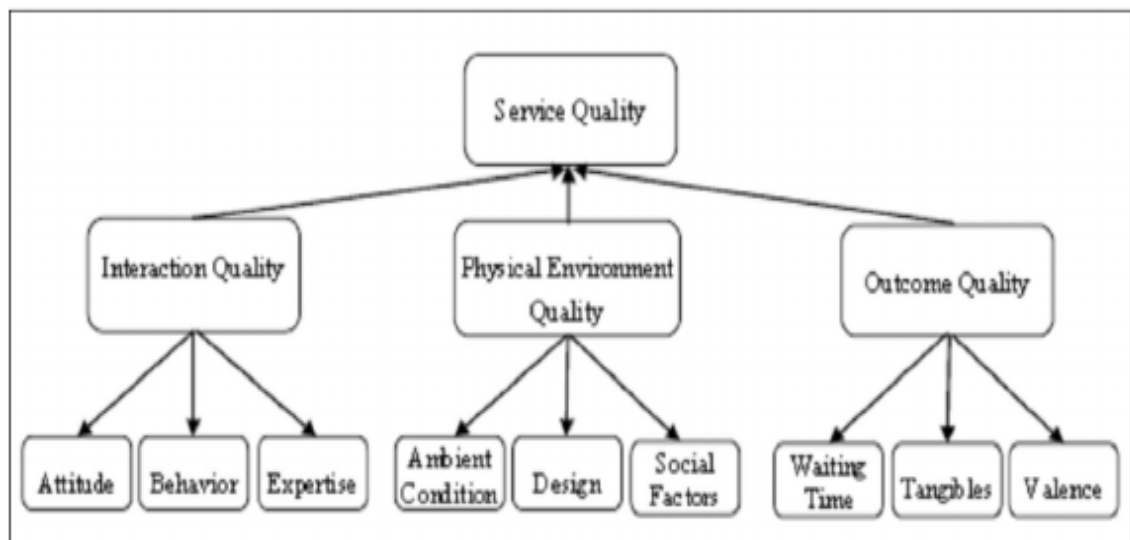 Service Quality
Interaction Quality
Physical Environment
Quality
Outcome Quality
Attitude
Behavior
Expertise
Ambient
Condition
Design
Social
Factors
Waiting
Time
Tangibles
Valence